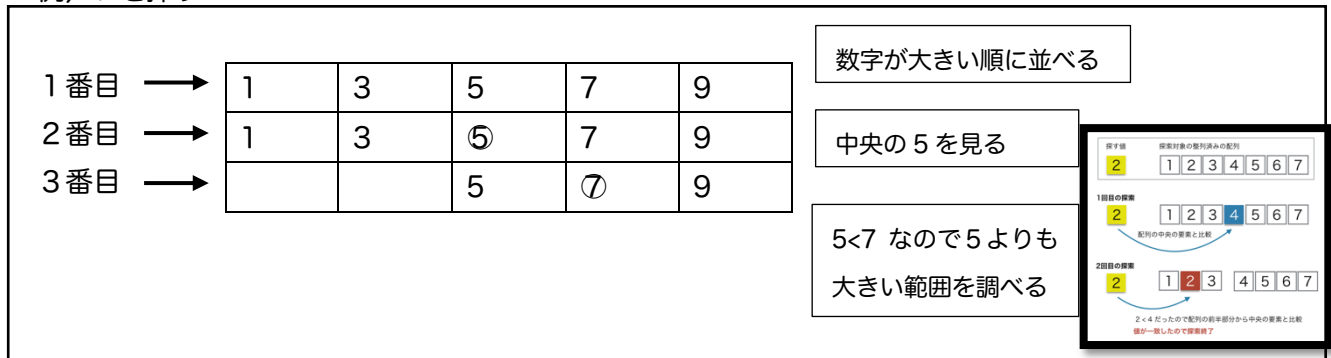 1番目 → 1 3 5 7 9
数字が大きい順に並べる
2番目 → 1 3 ⑤ 7 9
中央の5を見る
3番目 → 5 ⑦ 9
5<7 なので5よりも
大きい範囲を調べる
探す値 探索対象の整列済みの配列
2 1 2 3 4 5 6 7
1回目の探索
2 1 2 3 4 5 6 7
配列の中央の要素と比較
2回目の探索
2 1 2 3 4 5 6 7
2 < 4 だったので配列の前半部分から中央の要素と比較
値が一致したので探索終了